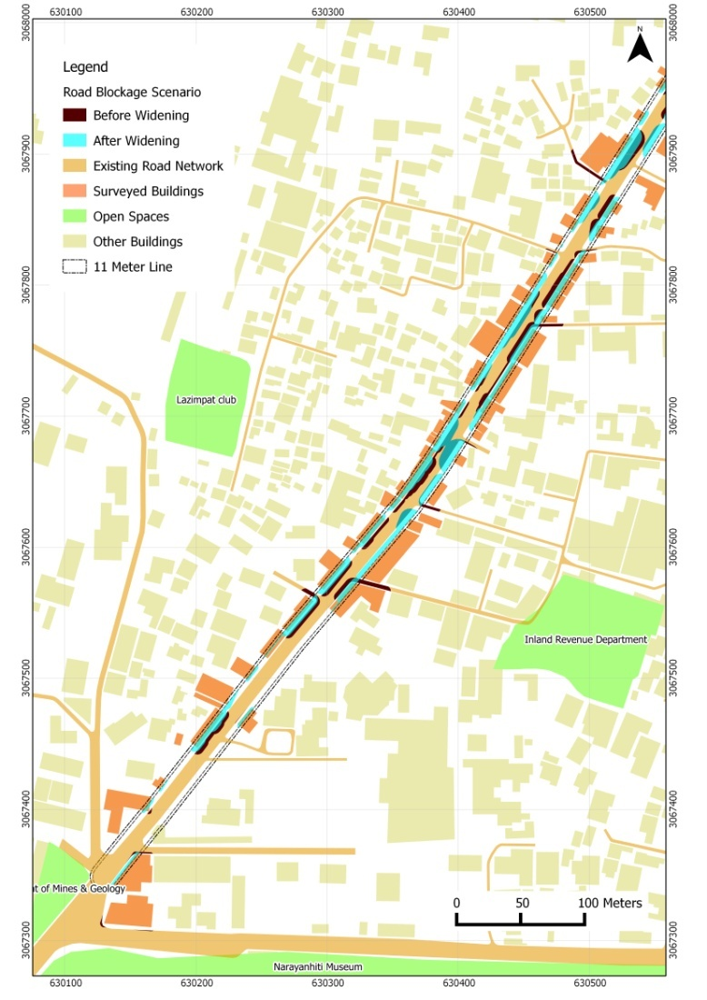 630100 630200 630300 630400 630500
3068000 3068000
N
Legend
Road Blockage Scenario
Before Widening
After Widening
Existing Road Network
Surveyed Buildings
Open Spaces
Other Buildings
11 Meter Line
3067900 3067900
3067800 3067800
Lazimpat club
3067700 3067700
3067600 3067600
Inland Revenue Department
3067500 3067500
3067400 3067400
at of Mines & Geology
0 50 100 Meters
3067300 3067300
Narayanhiti Museum
630100 630200 630300 630400 630500